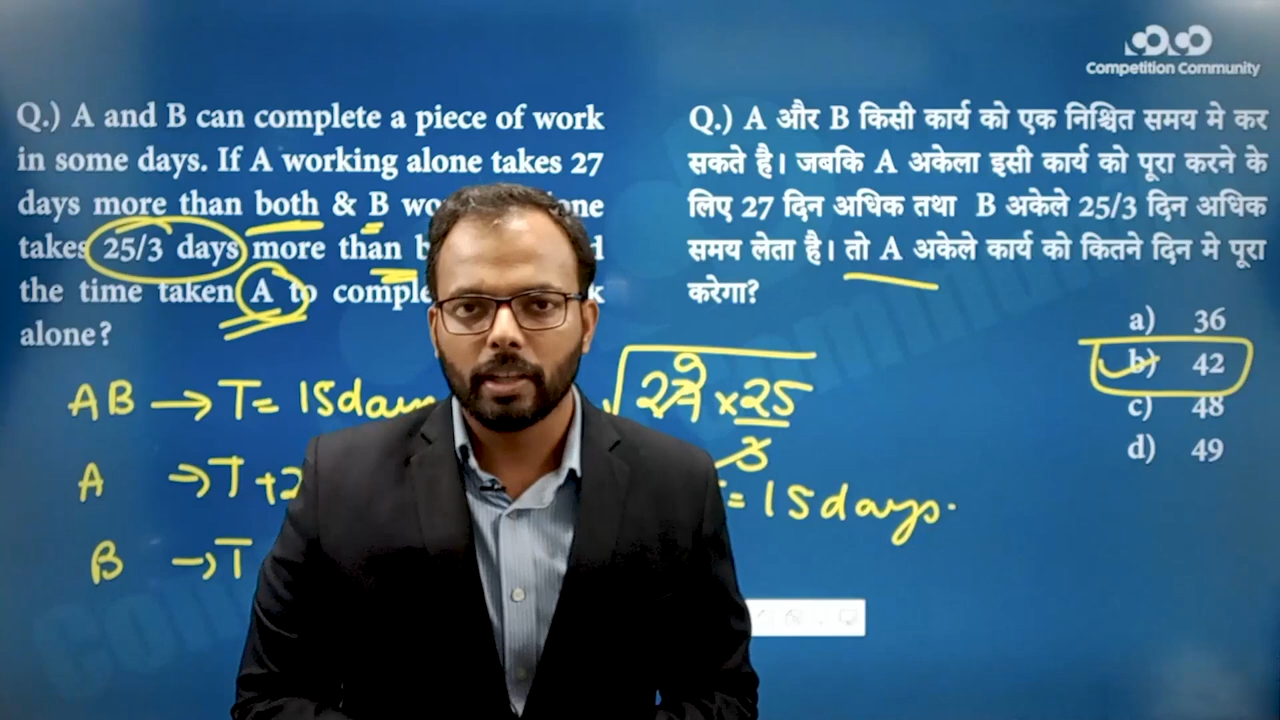 Competition Community
Q.) A and B can complete a piece of work
in some days. If A working alone takes 27
days more than both & B wo
ne
takes 25/3 days more than b
the time taken A to comple
k
alone?
AB → T = 15 day
A → T + 2
B → T
Q.) A और B किसी कार्य को एक निश्चित समय मे कर
सकते है। जबकि A अकेला इसी कार्य को पूरा करने के
लिए 27 दिन अधिक तथा B अकेले 25/3 दिन अधिक
समय लेता है। तो A अकेले कार्य को कितने दिन मे पूरा
करेगा?
a) 36
b) 42
c) 48
d) 49
√27 × 25
3
= 15 days.